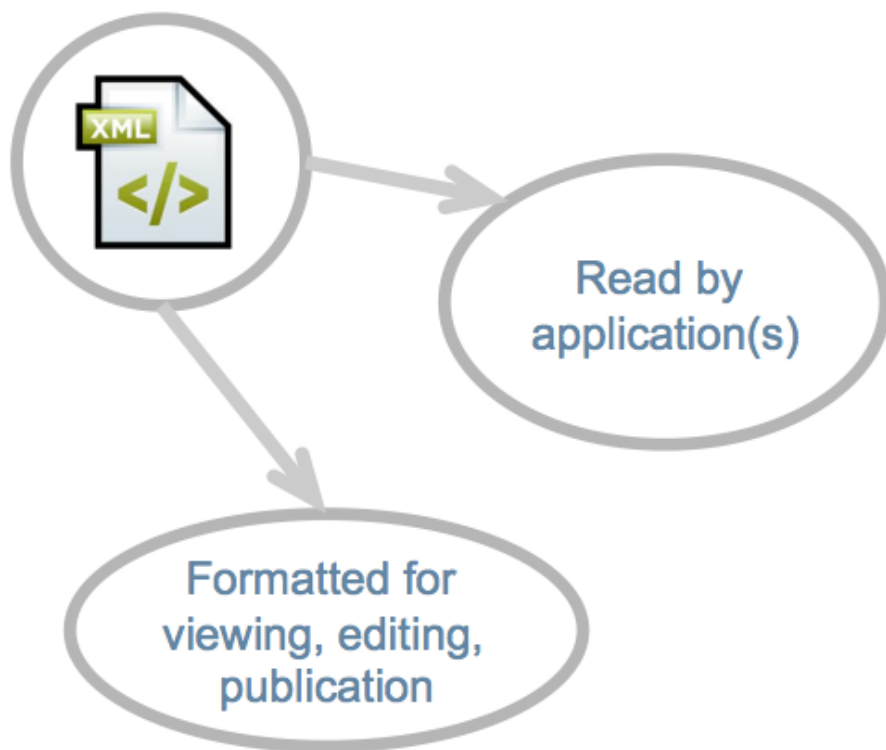 XML
</>
Read by
application(s)
Formatted for
viewing, editing,
publication